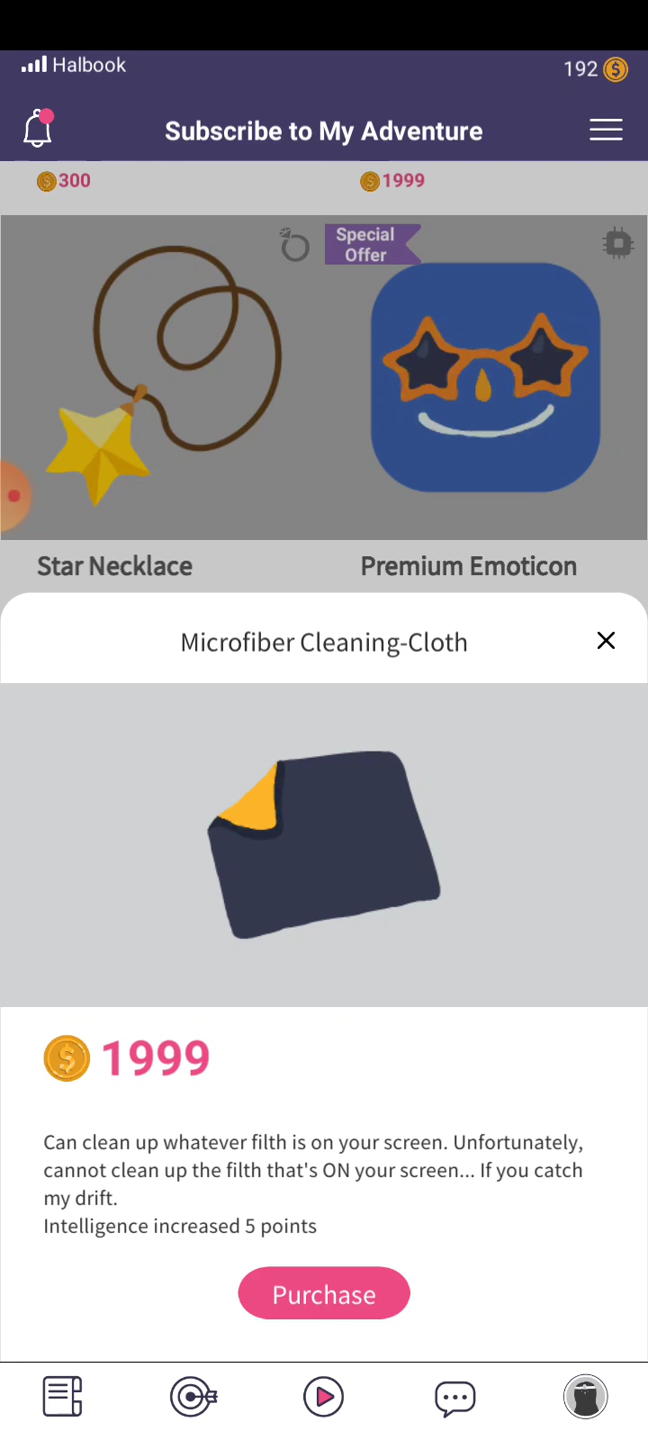 Halbook
192
Subscribe to My Adventure
300
1999
Special
Offer
Star Necklace
Premium Emoticon
Microfiber Cleaning-Cloth
1999
Can clean up whatever filth is on your screen. Unfortunately,
cannot clean up the filth that's ON your screen... If you catch
my drift.
Intelligence increased 5 points
Purchase